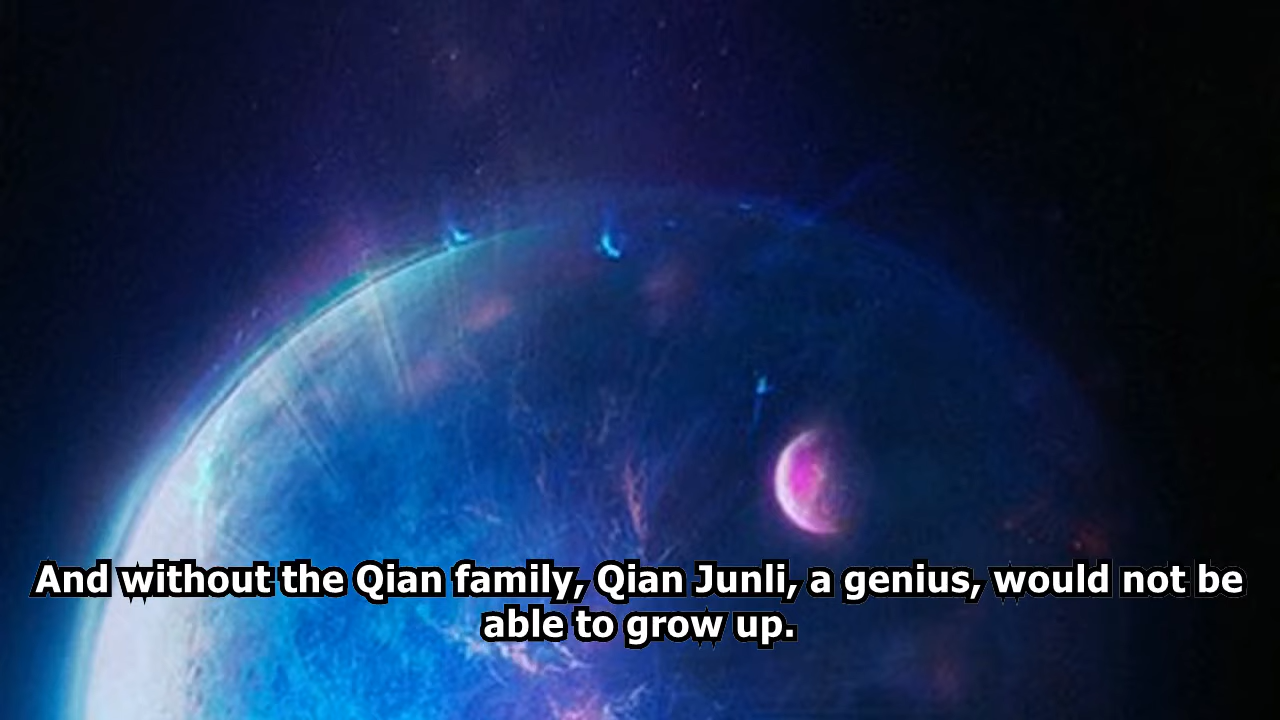 And without the Qian family, Qian Junli, a genius, would not be
able to grow up.